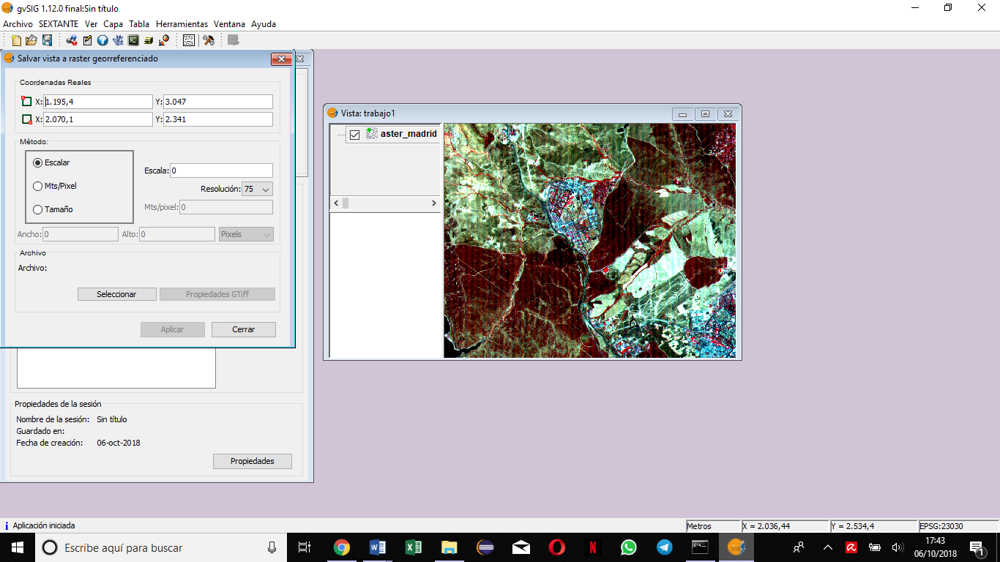 gvSIG 1.12.0 final:Sin título
Archivo SEXTANTE Ver Capa Tabla Herramientas Ventana Ayuda
Salvar vista a raster georreferenciado
Coordenadas Reales
X: 1.195,4 Y: 3.047
X: 2.070,1 Y: 2.341
Método:
Escalar
Mts/Pixel
Tamaño
Escala: 0
Resolución: 75
Mts/pixel: 0
Ancho: 0 Alto: 0 Pixels
Archivo
Archivo:
Seleccionar Propiedades GTiff
Aplicar Cerrar
Propiedades de la sesión
Nombre de la sesión: Sin título
Guardado en:
Fecha de creación: 06-oct-2018
Propiedades
Vista: trabajo1
aster_madrid
Aplicación iniciada
Metros X = 2.036,44 Y = 2.534,4 EPSG:23030
Escribe aquí para buscar
17:43
06/10/2018
1